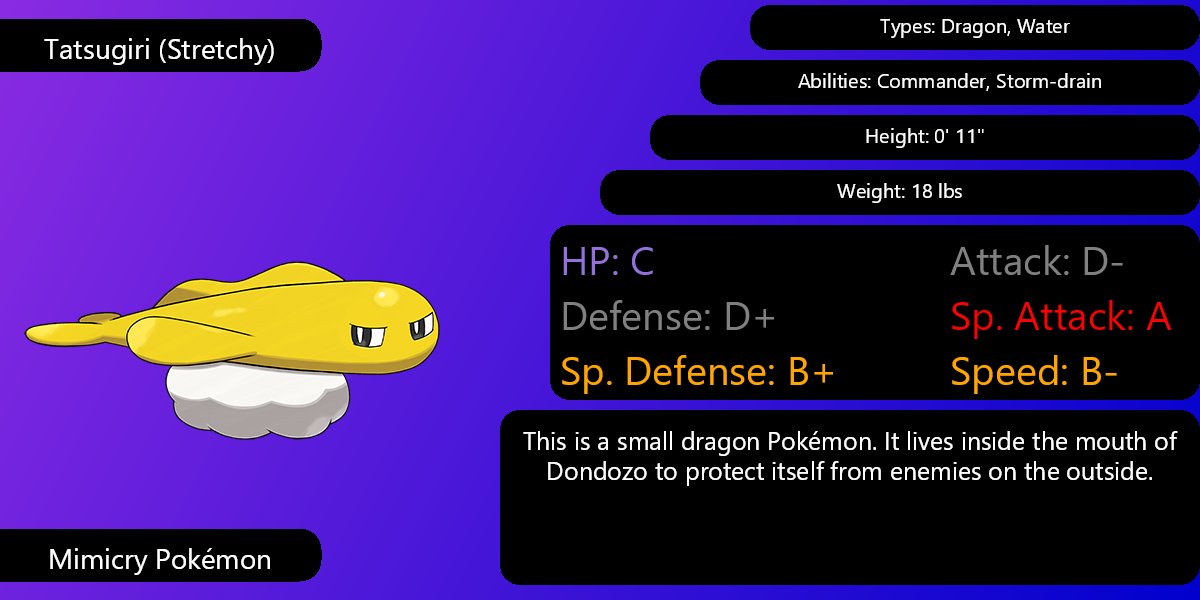 Tatsugiri (Stretchy)
Types: Dragon, Water
Abilities: Commander, Storm-drain
Height: 0' 11"
Weight: 18 lbs
HP: C
Attack: D-
Defense: D+
Sp. Attack: A
Sp. Defense: B+
Speed: B-
This is a small dragon Pokémon. It lives inside the mouth of
Dondozo to protect itself from enemies on the outside.
Mimicry Pokémon